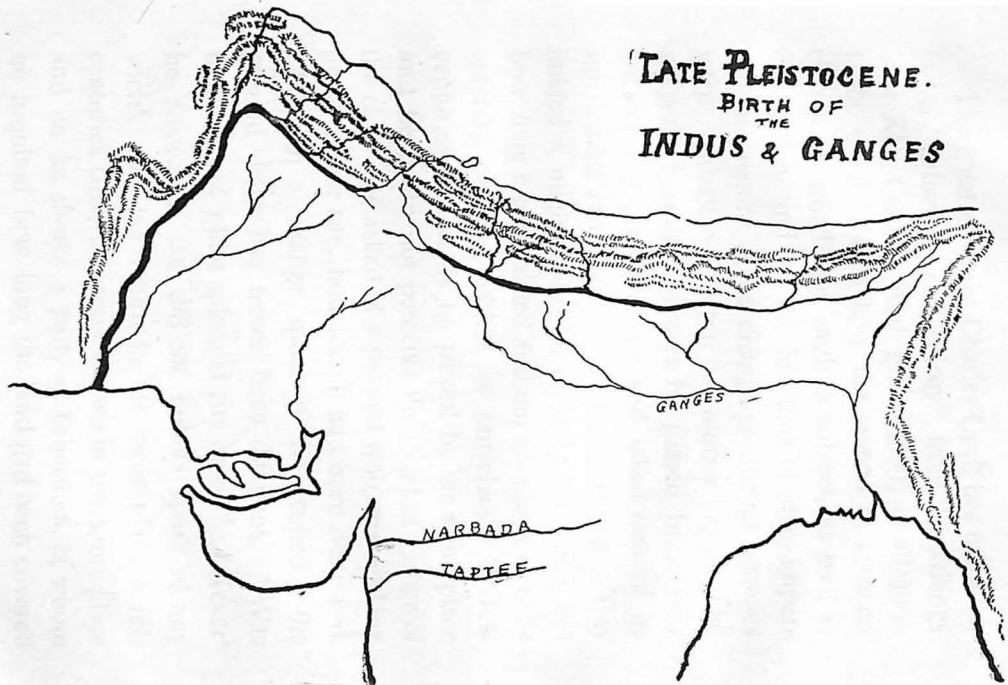 LATE PLEISTOCENE.
BIRTH OF
THE
INDUS & GANGES
GANGES
NARBADA
TAPTEE